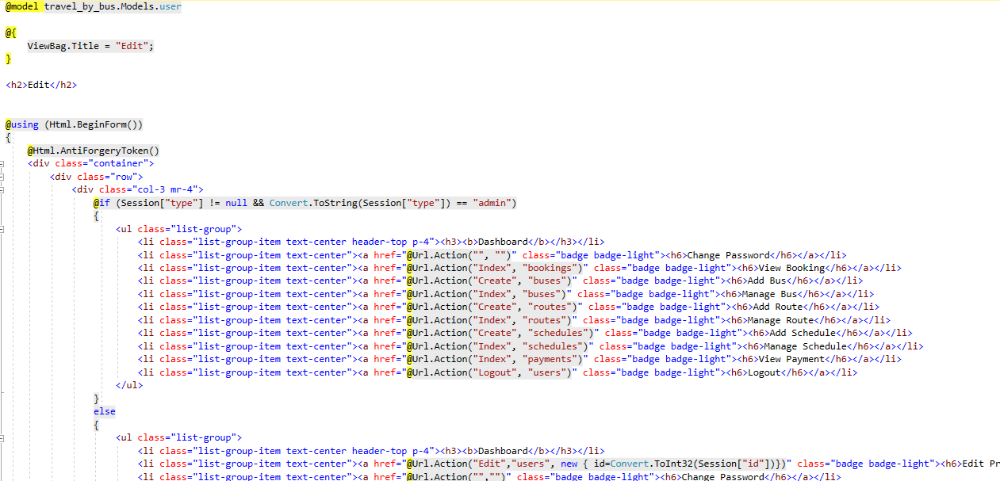 @model travel_by_bus.Models.user
@{
ViewBag.Title = "Edit";
}
<h2>Edit</h2>
@using (Html.BeginForm())
{
@Html.AntiForgeryToken()
<div class="container">
<div class="row">
<div class="col-3 mr-4">
@if (Session["type"] != null && Convert.ToString(Session["type"]) == "admin")
{
<ul class="list-group">
<li class="list-group-item text-center header-top p-4"><h3><b>Dashboard</b></h3></li>
<li class="list-group-item text-center"><a href="@Url.Action("", "")" class="badge badge-light"><h6>Change Password</h6></a></li>
<li class="list-group-item text-center"><a href="@Url.Action("Index", "bookings")" class="badge badge-light"><h6>View Booking</h6></a></li>
<li class="list-group-item text-center"><a href="@Url.Action("Create", "buses")" class="badge badge-light"><h6>Add Bus</h6></a></li>
<li class="list-group-item text-center"><a href="@Url.Action("Index", "buses")" class="badge badge-light"><h6>Manage Bus</h6></a></li>
<li class="list-group-item text-center"><a href="@Url.Action("Create", "routes")" class="badge badge-light"><h6>Add Route</h6></a></li>
<li class="list-group-item text-center"><a href="@Url.Action("Index", "routes")" class="badge badge-light"><h6>Manage Route</h6></a></li>
<li class="list-group-item text-center"><a href="@Url.Action("Create", "schedules")" class="badge badge-light"><h6>Add Schedule</h6></a></li>
<li class="list-group-item text-center"><a href="@Url.Action("Index", "schedules")" class="badge badge-light"><h6>Manage Schedule</h6></a></li>
<li class="list-group-item text-center"><a href="@Url.Action("Index", "payments")" class="badge badge-light"><h6>View Payment</h6></a></li>
<li class="list-group-item text-center"><a href="@Url.Action("Logout", "users")" class="badge badge-light"><h6>Logout</h6></a></li>
</ul>
}
else
{
<ul class="list-group">
<li class="list-group-item text-center header-top p-4"><h3><b>Dashboard</b></h3></li>
<li class="list-group-item text-center"><a href="@Url.Action("Edit","users", new { id=Convert.ToInt32(Session["id"])})" class="badge badge-light"><h6>Edit Pr
<li class="list-group-item text-center"><a href="@Url.Action("","")" class="badge badge-light"><h6>Change Password</h6></a></li>